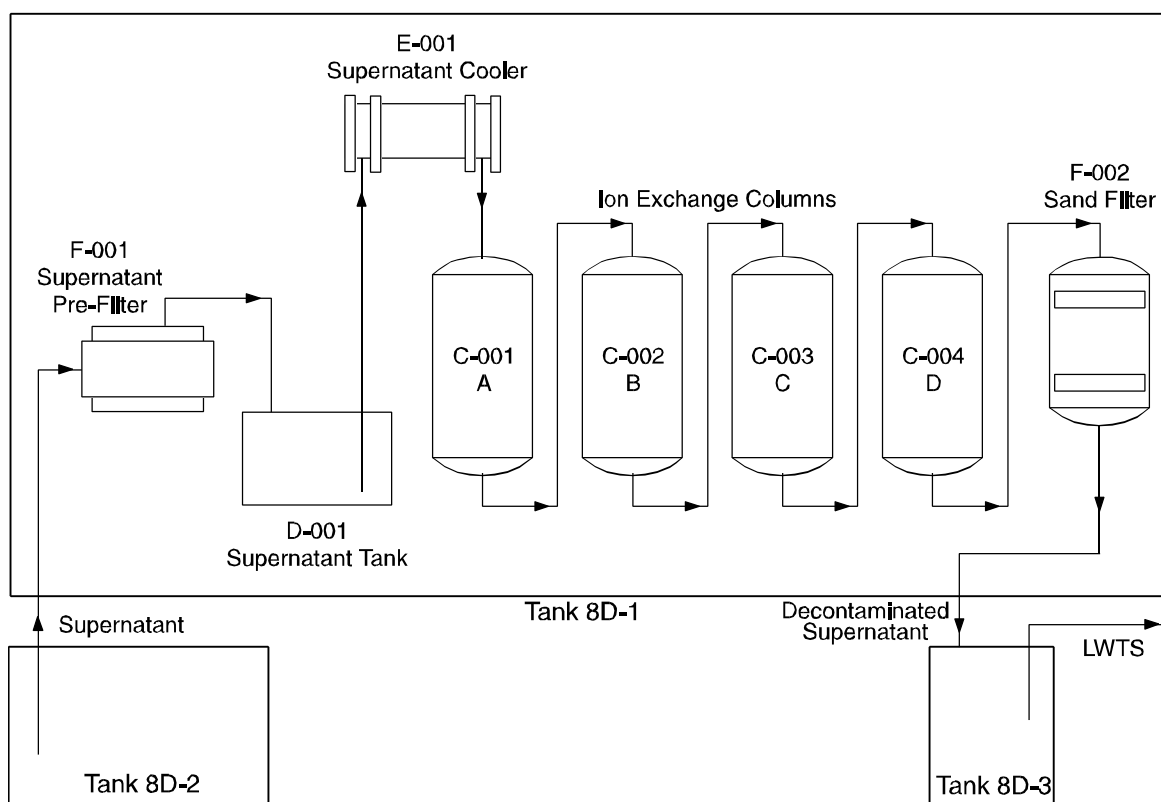 E-001
Supernatant Cooler
F-002
Sand Filter
Ion Exchange Columns
F-001
Supernatant
Pre-Filter
C-001
A
C-002
B
C-003
C
C-004
D
D-001
Supernatant Tank
Tank 8D-1
Supernatant
Decontaminated
Supernatant
LWTS
Tank 8D-2
Tank 8D-3